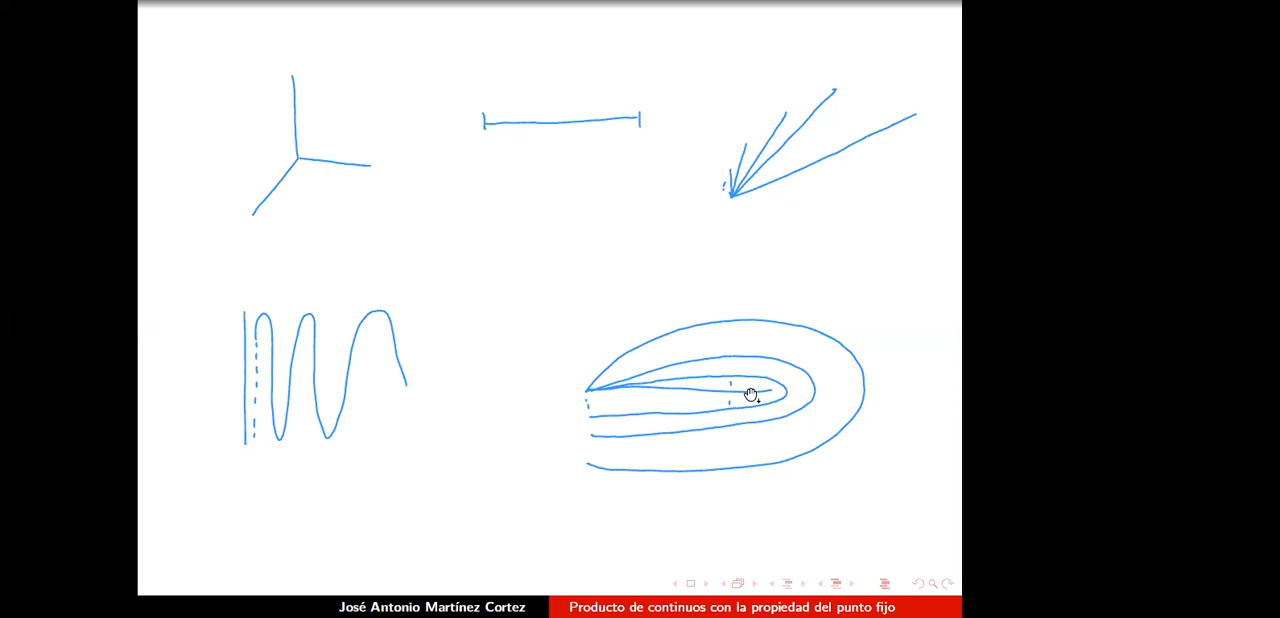 José Antonio Martínez Cortez
Producto de continuos con la propiedad del punto fijo